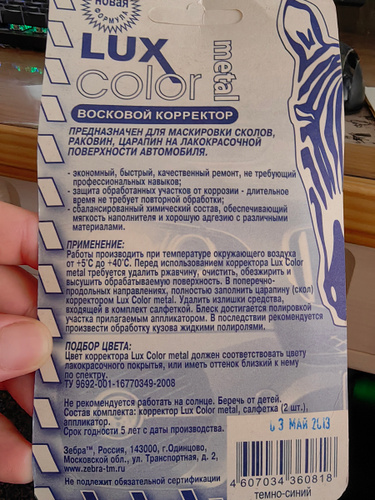 НОВАЯ
ФОРМУЛА
LUX
color
metal
ВОСКОВОЙ КОРРЕКТОР
ПРЕДНАЗНАЧЕН ДЛЯ МАСКИРОВКИ СКОЛОВ,
РАКОВИН, ЦАРАПИН НА ЛАКОКРАСОЧНОЙ
ПОВЕРХНОСТИ АВТОМОБИЛЯ.
- экономный, быстрый, качественный ремонт, не требующий
профессиональных навыков;
- защита обработанных участков от коррозии - длительное
время не требует повторной обработки;
- сбалансированный химический состав, обеспечивающий
мягкость наполнителя и хорошую адгезию с различными
материалами.
ПРИМЕНЕНИЕ:
Работы производить при температуре окружающего воздуха
от +5°С до +40°С. Перед использованием корректора Lux Color
metal требуется удалить ржавчину, очистить, обезжирить и
высушить обрабатываемую поверхность. В поперечно-
продольных направлениях, полностью заполнить царапину (скол)
корректором Lux Color metal. Удалить излишки средства,
входящей в комплект салфеткой. Блеск достигается полировкой
участка прилагаемым аппликатором. В последствии рекомендуется
произвести обработку кузова жидкими полиролями.
ПОДБОР ЦВЕТА:
Цвет корректора Lux Color metal должен соответствовать цвету
лакокрасочного покрытия, или иметь оттенок близкий к нему
по спектру.
ТУ 9692-001-16770349-2008
Не рекомендуется работать на солнце. Беречь от детей.
Состав комплекта: корректор Lux Color metal, салфетка (2 шт.),
аппликатор.
Срок годности 5 лет с даты производства.
03 МАЙ 2013
Зебра™, Россия, 143000, г.Одинцово,
Московской обл., ул. Транспортная, д. 2,
www.zebra-tm.ru
Не подлежит обязательной сертификации
4607034360818
темно-синий